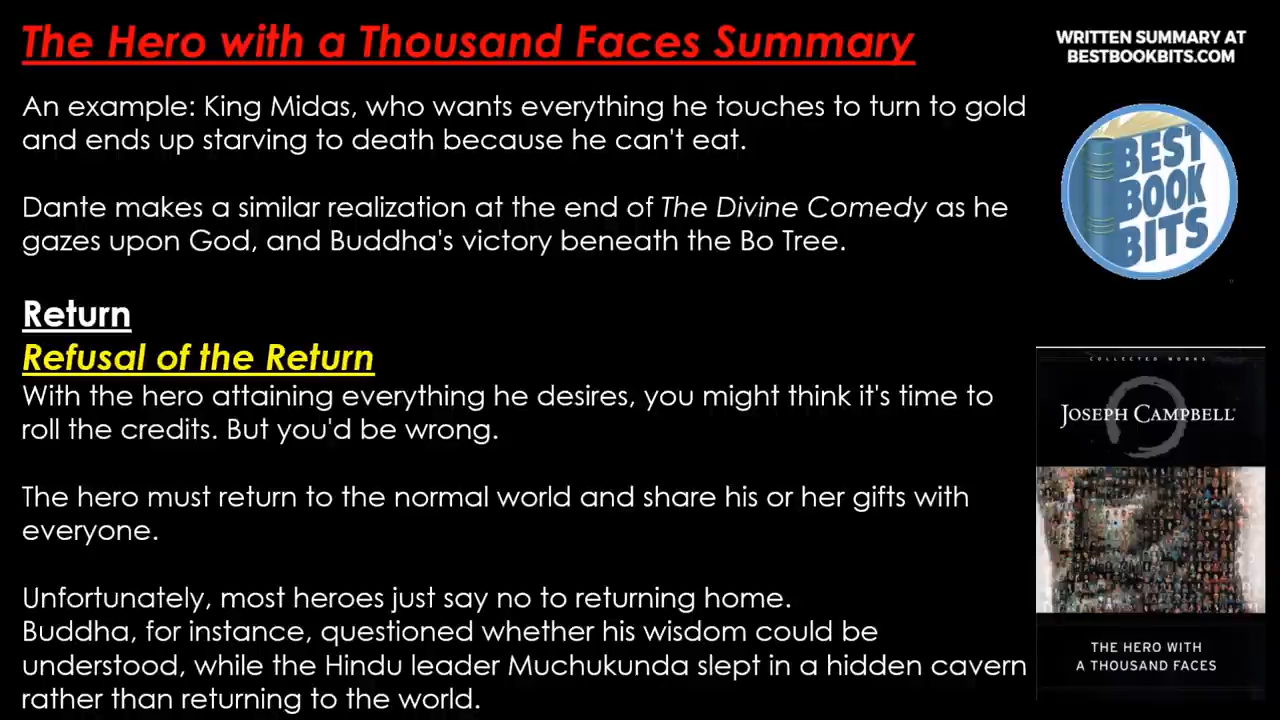 The Hero with a Thousand Faces Summary
WRITTEN SUMMARY AT
BESTBOOKBITS.COM
An example: King Midas, who wants everything he touches to turn to gold
and ends up starving to death because he can't eat.
BEST
BOOK
BITS
Dante makes a similar realization at the end of The Divine Comedy as he
gazes upon God, and Buddha's victory beneath the Bo Tree.
Return
Refusal of the Return
With the hero attaining everything he desires, you might think it's time to
roll the credits. But you'd be wrong.
The hero must return to the normal world and share his or her gifts with
everyone.
Unfortunately, most heroes just say no to returning home.
Buddha, for instance, questioned whether his wisdom could be
understood, while the Hindu leader Muchukunda slept in a hidden cavern
rather than returning to the world.
COLLECTED WORKS
JOSEPH CAMPBELL
THE HERO WITH
A THOUSAND FACES